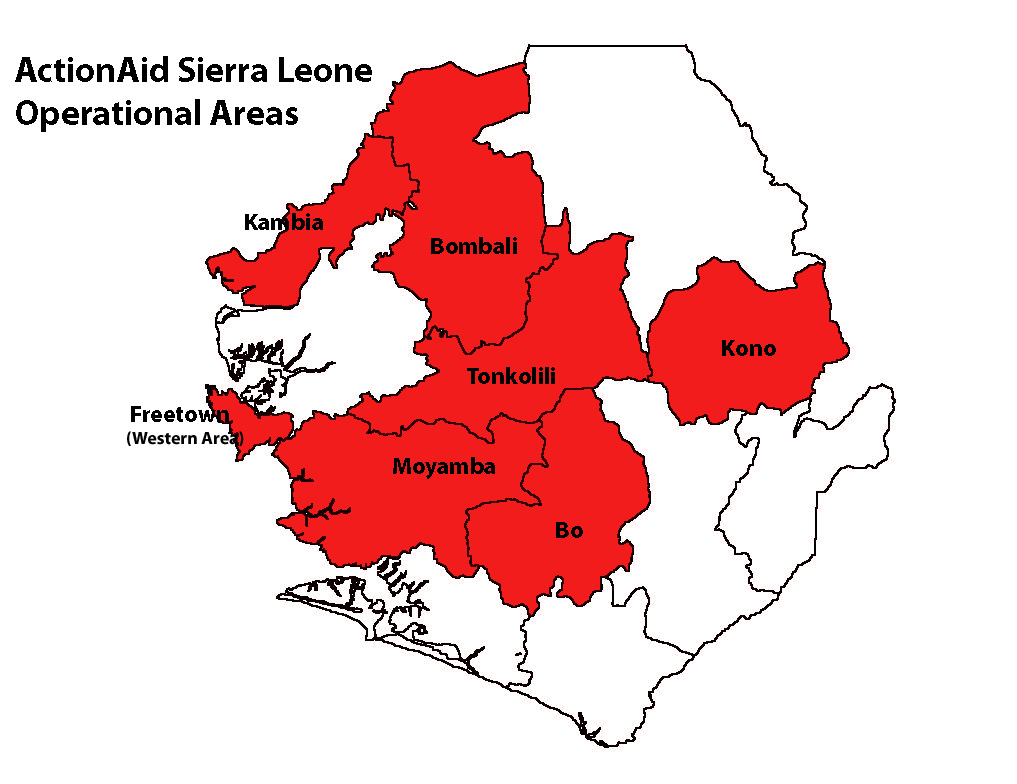 ActionAid Sierra Leone
Operational Areas
Kambia
Bombali
Kono
Tonkolili
Freetown
(Western Area)
Moyamba
Bo